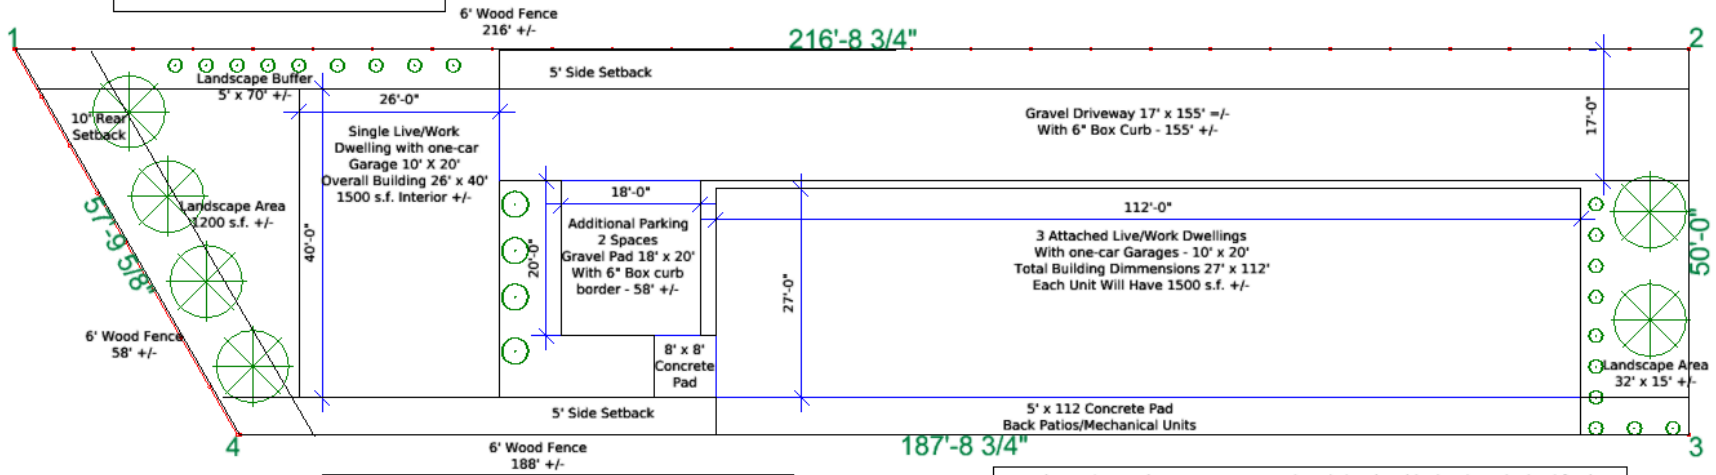 6' Wood Fence
216' +/-
1
216'-8 3/4"
2
Landscape Buffer
5' x 70' +/-
5' Side Setback
10' Rear
Setback
26'-0"
Single Live/Work
Dwelling with one-car
Garage 10' X 20'
Overall Building 26' x 40'
1500 s.f. Interior +/-
Gravel Driveway 17' x 155' =/-
With 6" Box Curb - 155' +/-
17'-0"
57'-9 5/8"
Landscape Area
1200 s.f. +/-
40'-0"
18'-0"
20'-0"
Additional Parking
2 Spaces
Gravel Pad 18' x 20'
With 6" Box curb
border - 58' +/-
112'-0"
3 Attached Live/Work Dwellings
With one-car Garages - 10' x 20'
Total Building Dimmensions 27' x 112'
Each Unit Will Have 1500 s.f. +/-
27'-0"
50'-0"
6' Wood Fence
58' +/-
8' x 8'
Concrete
Pad
Landscape Area
32' x 15' +/-
5' Side Setback
5' x 112 Concrete Pad
Back Patios/Mechanical Units
4
6' Wood Fence
188' +/-
187'-8 3/4"
3